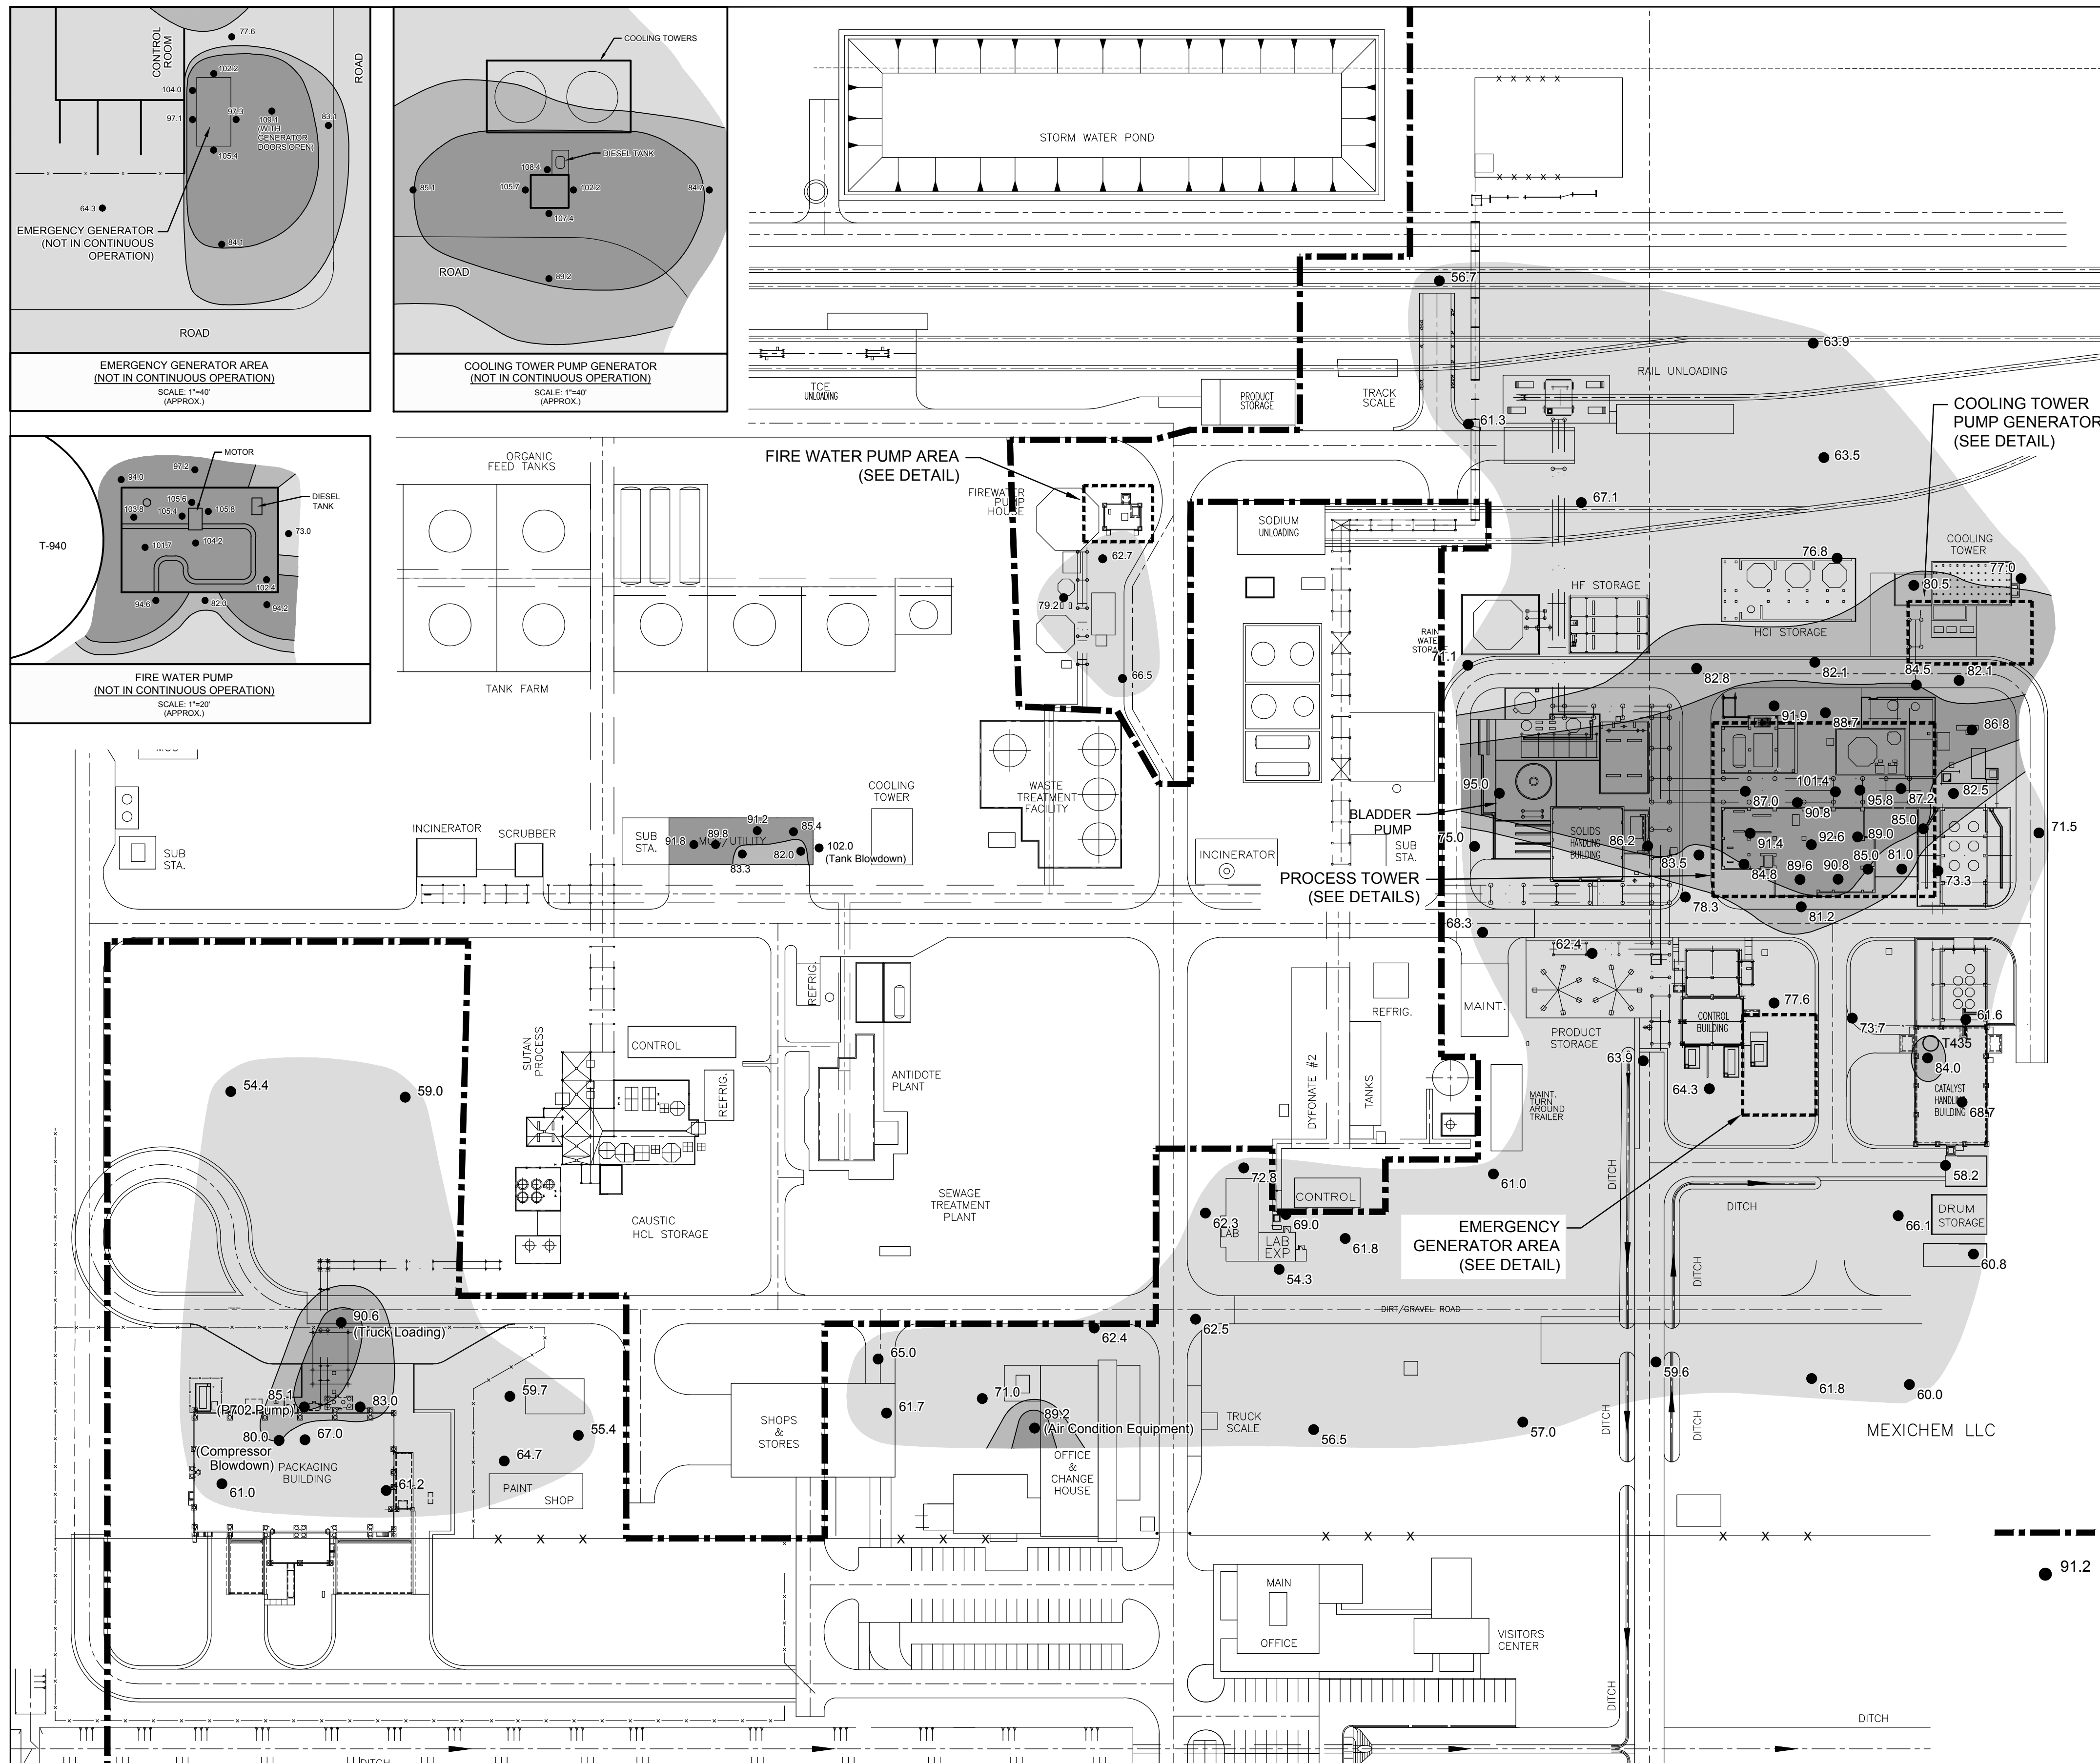 CONTROL
ROOM
77.6
ROAD
102.2
104.0
97.1
97.3
109.1
(WITH
GENERATOR
DOORS OPEN)
83.1
105.4
64.3
EMERGENCY GENERATOR
(NOT IN CONTINUOUS
OPERATION)
84.1
ROAD
EMERGENCY GENERATOR AREA
(NOT IN CONTINUOUS OPERATION)
SCALE: 1"=40'
(APPROX.)
COOLING TOWERS
DIESEL TANK
108.4
85.1
105.7
102.2
84.7
107.4
ROAD
89.2
COOLING TOWER PUMP GENERATOR
(NOT IN CONTINUOUS OPERATION)
SCALE: 1"=40'
(APPROX.)
MOTOR
97.2
94.0
DIESEL
TANK
105.6
103.8
105.4
105.8
73.0
T-940
101.7
104.2
102.4
94.6
82.0
94.2
FIRE WATER PUMP
(NOT IN CONTINUOUS OPERATION)
SCALE: 1"=20'
(APPROX.)
STORM WATER POND
56.7
63.9
RAIL UNLOADING
TCE
UNLOADING
PRODUCT
STORAGE
TRACK
SCALE
61.3
COOLING TOWER
PUMP GENERATOR
(SEE DETAIL)
63.5
ORGANIC
FEED TANKS
FIRE WATER PUMP AREA
(SEE DETAIL)
FIREWATER
PUMP
HOUSE
67.1
SODIUM
UNLOADING
62.7
79.2
66.5
TANK FARM
76.8
COOLING
TOWER
77.0
80.5
HF STORAGE
HCI STORAGE
RAIN
WATER
STORAGE
71.1
82.8
82.1
84.5
82.1
91.9
88.7
86.8
95.0
101.4
87.0
90.8
95.8
87.2
82.5
BLADDER
PUMP
75.0
SUB
STA.
SOLIDS
HANDLING
BUILDING
86.2
83.5
91.4
92.6
89.0
85.0
71.5
84.8
89.6
90.8
85.0
81.0
73.3
PROCESS TOWER
(SEE DETAILS)
78.3
81.2
68.3
62.4
WASTE
TREATMENT
FACILITY
COOLING
TOWER
INCINERATOR
SCRUBBER
SUB
STA.
SUB
STA.
91.8
89.8
91.2
85.4
MCC/UTILITY
83.3
82.0
102.0
(Tank Blowdown)
INCINERATOR
REFRIG.
SUTAN
PROCESS
CONTROL
REFRIG.
ANTIDOTE
PLANT
DYFONATE #2
TANKS
REFRIG.
MAINT.
PRODUCT
STORAGE
CONTROL
BUILDING
77.6
73.7
61.6
T435
84.0
CATALYST
HANDLING
BUILDING
68.7
63.9
64.3
MAINT.
TURN
AROUND
TRAILER
54.4
59.0
CAUSTIC
HCL STORAGE
SEWAGE
TREATMENT
PLANT
72.8
CONTROL
62.3
LAB
69.0
LAB
EXP
61.8
54.3
61.0
DITCH
DITCH
58.2
DRUM
STORAGE
66.1
60.8
EMERGENCY
GENERATOR AREA
(SEE DETAIL)
DITCH
DIRT/GRAVEL ROAD
90.6
(Truck Loading)
85.1
(P702 Pump)
83.0
80.0
(Compressor
Blowdown)
67.0
PACKAGING
BUILDING
61.0
61.2
59.7
55.4
64.7
PAINT
SHOP
SHOPS
&
STORES
65.0
61.7
62.4
62.5
71.0
89.2
(Air Condition Equipment)
OFFICE
&
CHANGE
HOUSE
TRUCK
SCALE
56.5
57.0
59.6
61.8
60.0
DITCH
DITCH
MEXICHEM LLC
91.2
MAIN
OFFICE
VISITORS
CENTER
DITCH
DITCH
DITCH